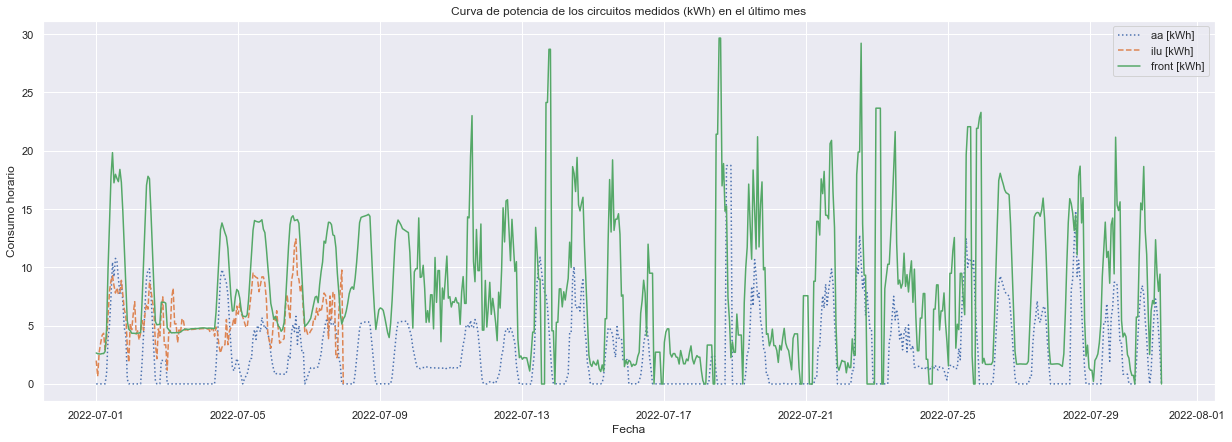 Curva de potencia de los circuitos medidos (kWh) en el último mes
aa [kWh]
ilu [kWh]
front [kWh]
Consumo horario
30
25
20
15
10
5
0
2022-07-01
2022-07-05
2022-07-09
2022-07-13
2022-07-17
2022-07-21
2022-07-25
2022-07-29
2022-08-01
Fecha